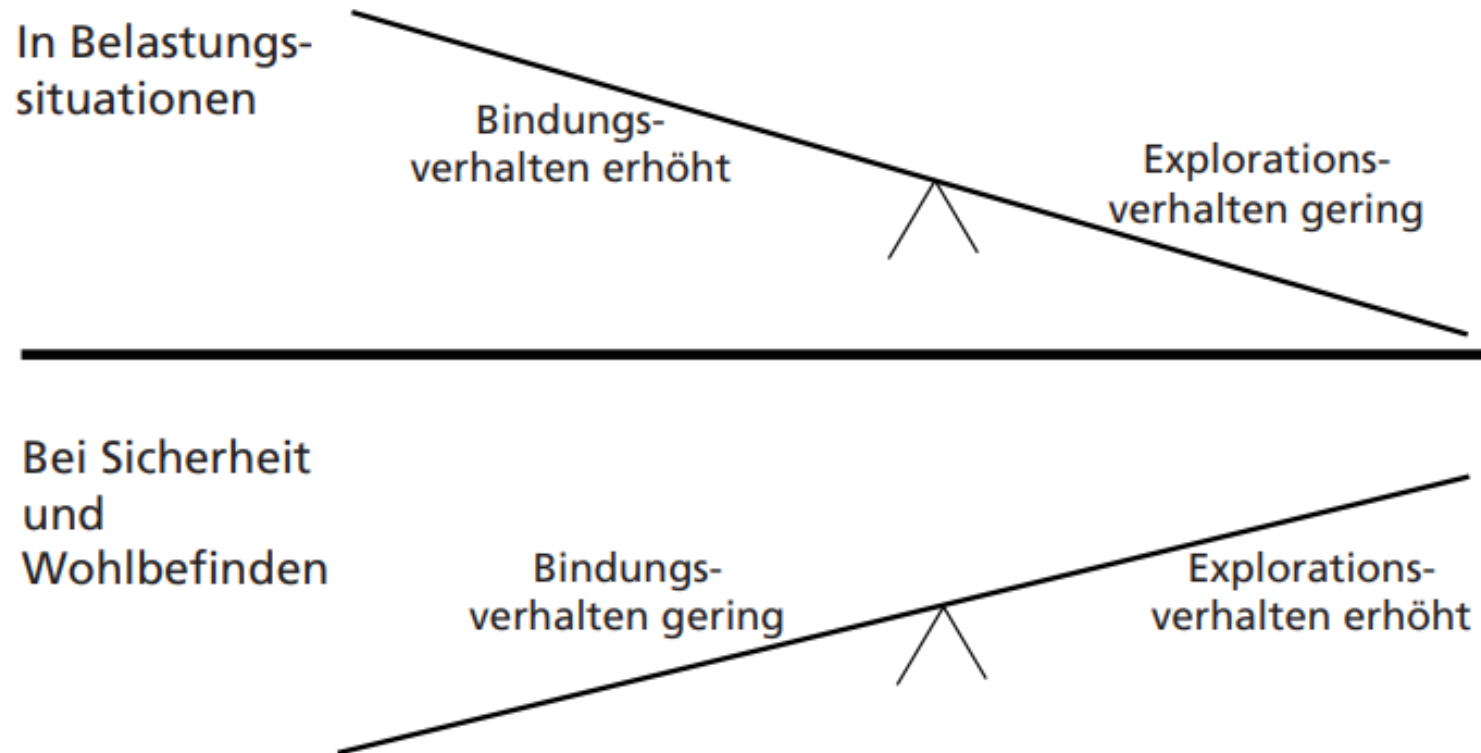 In Belastungs-
situationen
Bindungs-
verhalten erhöht
Explorations-
verhalten gering
Bei Sicherheit
und
Wohlbefinden
Bindungs-
verhalten gering
Explorations-
verhalten erhöht